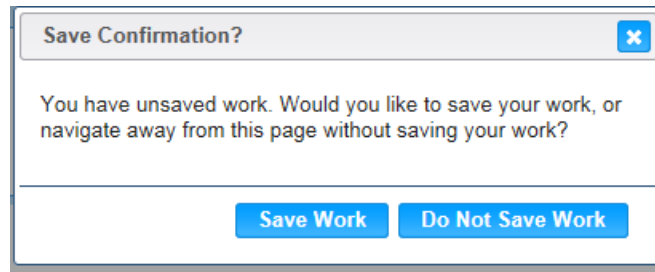 Save Confirmation?
You have unsaved work. Would you like to save your work, or
navigate away from this page without saving your work?
Save Work Do Not Save Work